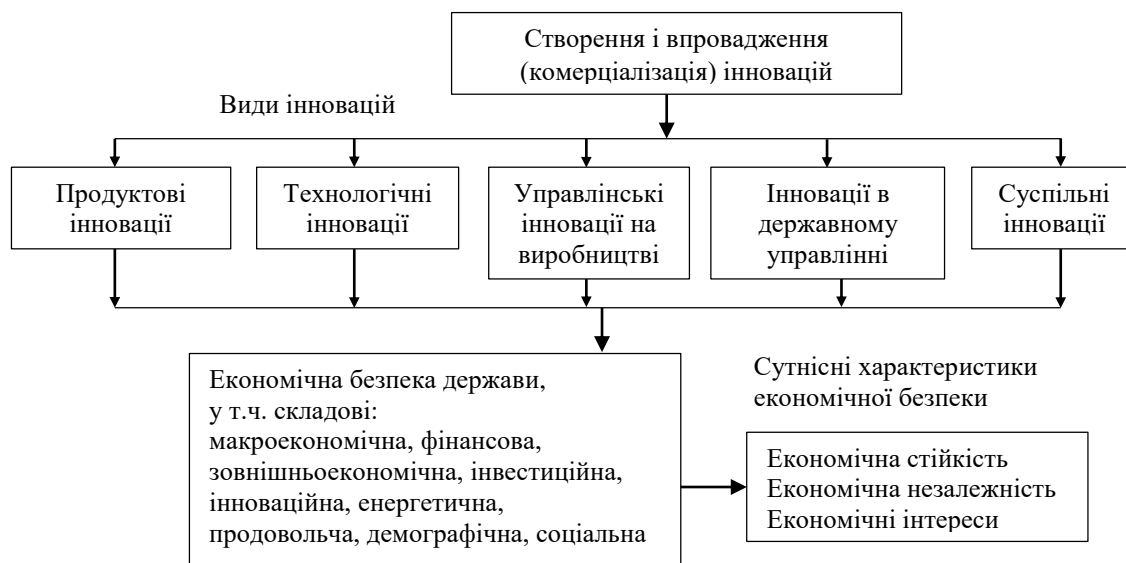 Створення і впровадження
(комерціалізація) інновацій
Види інновацій
Продуктові
інновації
Технологічні
інновації
Управлінські
інновації на
виробництві
Інновації в
державному
управлінні
Суспільні
інновації
Економічна безпека держави,
у т.ч. складові:
макроекономічна, фінансова,
зовнішньоекономічна, інвестиційна,
інноваційна, енергетична,
продовольча, демографічна, соціальна
Сутнісні характеристики
економічної безпеки
Економічна стійкість
Економічна незалежність
Економічні інтереси